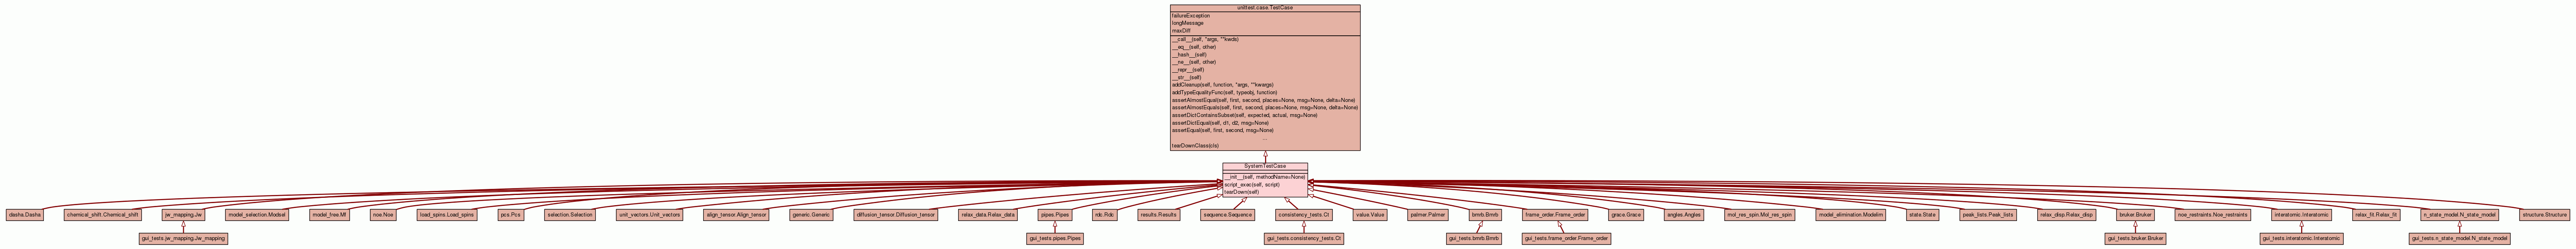 unittest.case.TestCase
failureException
longMessage
maxDiff
__call__(self, *args, **kwds)
__eq__(self, other)
__hash__(self)
__ne__(self, other)
__repr__(self)
__str__(self)
addCleanup(self, function, *args, **kwargs)
addTypeEqualityFunc(self, typeobj, function)
assertAlmostEqual(self, first, second, places=None, msg=None, delta=None)
assertAlmostEquals(self, first, second, places=None, msg=None, delta=None)
assertDictContainsSubset(self, expected, actual, msg=None)
assertDictEqual(self, d1, d2, msg=None)
assertEqual(self, first, second, msg=None)
...
tearDownClass(cls)
SystemTestCase
__init__(self, methodName=None)
script_exec(self, script)
tearDown(self)
dasha.Dasha
chemical_shift.Chemical_shift
jw_mapping.Jw
model_selection.Modsel
model_free.Mf
noe.Noe
load_spins.Load_spins
pcs.Pcs
selection.Selection
unit_vectors.Unit_vectors
align_tensor.Align_tensor
generic.Generic
diffusion_tensor.Diffusion_tensor
relax_data.Relax_data
pipes.Pipes
rdc.Rdc
results.Results
sequence.Sequence
consistency_tests.Ct
value.Value
palmer.Palmer
bmrb.Bmrb
frame_order.Frame_order
grace.Grace
angles.Angles
mol_res_spin.Mol_res_spin
model_elimination.Modelim
state.State
peak_lists.Peak_lists
relax_disp.Relax_disp
bruker.Bruker
noe_restraints.Noe_restraints
interatomic.Interatomic
relax_fit.Relax_fit
n_state_model.N_state_model
structure.Structure
gui_tests.jw_mapping.Jw_mapping
gui_tests.pipes.Pipes
gui_tests.consistency_tests.Ct
gui_tests.bmrb.Bmrb
gui_tests.frame_order.Frame_order
gui_tests.bruker.Bruker
gui_tests.interatomic.Interatomic
gui_tests.n_state_model.N_state_model